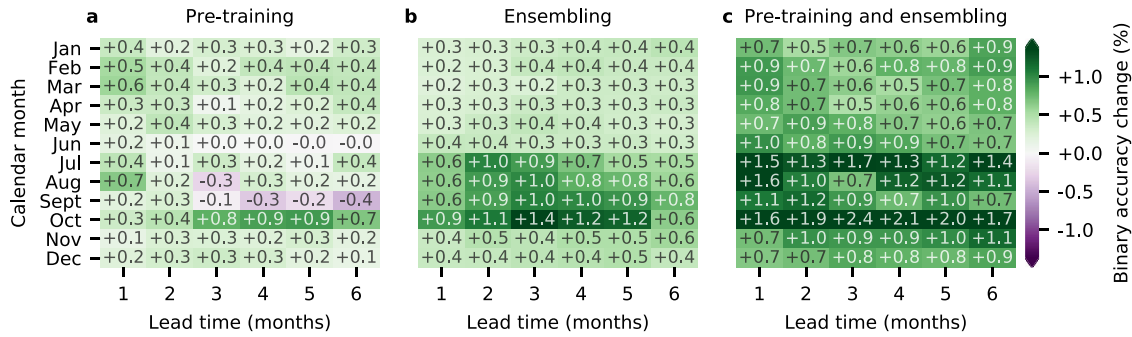 a Pre-training
b Ensembling
c Pre-training and ensembling
Calendar month
Jan +0.4 +0.2 +0.3 +0.3 +0.2 +0.3 +0.3 +0.3 +0.3 +0.4 +0.4 +0.4 +0.7 +0.5 +0.7 +0.6 +0.6 +0.9
Feb +0.5 +0.4 +0.2 +0.4 +0.4 +0.4 +0.2 +0.3 +0.4 +0.4 +0.4 +0.4 +0.9 +0.7 +0.6 +0.8 +0.8 +0.9
Mar +0.6 +0.4 +0.3 +0.2 +0.4 +0.4 +0.2 +0.3 +0.2 +0.3 +0.3 +0.4 +0.9 +0.7 +0.6 +0.5 +0.7 +0.8
Apr +0.3 +0.3 +0.1 +0.2 +0.2 +0.4 +0.3 +0.3 +0.3 +0.3 +0.3 +0.3 +0.8 +0.7 +0.5 +0.6 +0.6 +0.8
May +0.2 +0.4 +0.3 +0.2 +0.2 +0.2 +0.3 +0.3 +0.4 +0.3 +0.3 +0.3 +0.7 +0.9 +0.8 +0.7 +0.6 +0.7
Jun +0.2 +0.1 +0.0 +0.0 -0.0 -0.0 +0.4 +0.3 +0.4 +0.4 +0.3 +0.3 +1.0 +0.8 +0.9 +0.9 +0.7 +0.7
Jul +0.4 +0.1 +0.3 +0.2 +0.1 +0.4 +0.6 +1.0 +0.9 +0.7 +0.5 +0.5 +1.5 +1.3 +1.7 +1.3 +1.2 +1.4
Aug +0.7 +0.2 -0.3 +0.3 +0.2 +0.2 +0.6 +0.9 +1.0 +0.8 +0.8 +0.6 +1.6 +1.0 +0.7 +1.2 +1.2 +1.1
Sept +0.2 +0.3 -0.1 -0.3 -0.2 -0.4 +0.6 +0.9 +1.0 +1.0 +0.9 +0.8 +1.1 +1.2 +0.9 +0.7 +1.0 +0.7
Oct +0.3 +0.4 +0.8 +0.9 +0.9 +0.7 +0.9 +1.1 +1.4 +1.2 +1.2 +0.6 +1.6 +1.9 +2.4 +2.1 +2.0 +1.7
Nov +0.1 +0.3 +0.3 +0.2 +0.3 +0.2 +0.4 +0.5 +0.4 +0.5 +0.5 +0.6 +0.7 +1.0 +0.9 +0.9 +1.0 +1.1
Dec +0.2 +0.3 +0.3 +0.3 +0.2 +0.1 +0.4 +0.4 +0.4 +0.4 +0.5 +0.4 +0.7 +0.7 +0.8 +0.8 +0.8 +0.9
1 2 3 4 5 6
1 2 3 4 5 6
1 2 3 4 5 6
Lead time (months)
Lead time (months)
Lead time (months)
+1.0
+0.5
+0.0
-0.5
-1.0
Binary accuracy change (%)